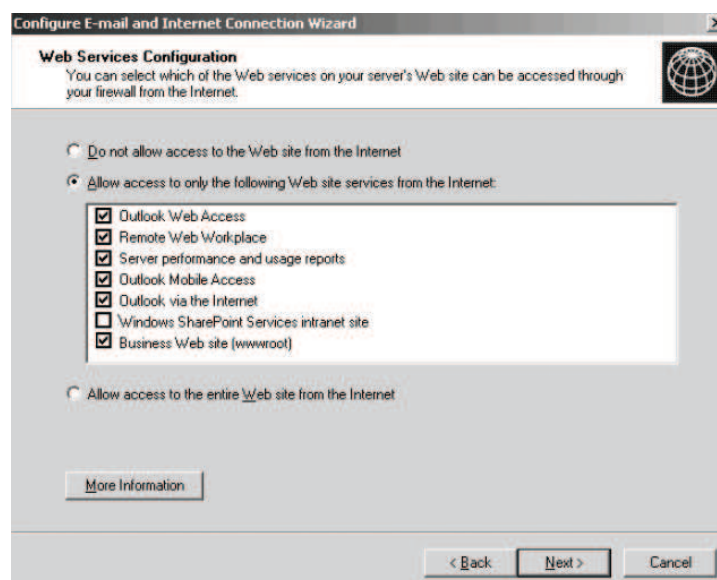 Configure E-mail and Internet Connection Wizard
Web Services Configuration
You can select which of the Web services on your server's Web site can be accessed through
your firewall from the Internet.
Do not allow access to the Web site from the Internet
Allow access to only the following Web site services from the Internet:
Outlook Web Access
Remote Web Workplace
Server performance and usage reports
Outlook Mobile Access
Outlook via the Internet
Windows SharePoint Services intranet site
Business Web site (wwwroot)
Allow access to the entire Web site from the Internet
More Information
< Back Next > Cancel